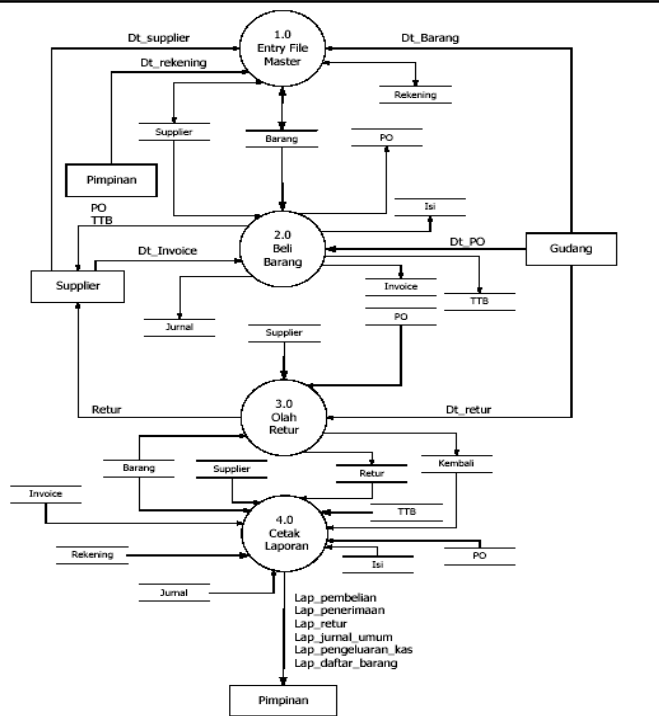 Dt_supplier
1.0
Entry File
Master
Dt_Barang
Dt_rekening
Rekening
Supplier
Barang
PO
Pimpinan
Isi
PO
TTB
2.0
Beli
Barang
Dt_PO
Gudang
Dt_Invoice
Supplier
Invoice
TTB
Jurnal
PO
Supplier
Retur
3.0
Olah
Retur
Dt_retur
Barang
Supplier
Retur
Kembali
Invoice
4.0
Cetak
Laporan
TTB
Rekening
Isi
PO
Jurnal
Lap_pembelian
Lap_penerimaan
Lap_retur
Lap_jurnal_umum
Lap_pengeluaran_kas
Lap_daftar_barang
Pimpinan